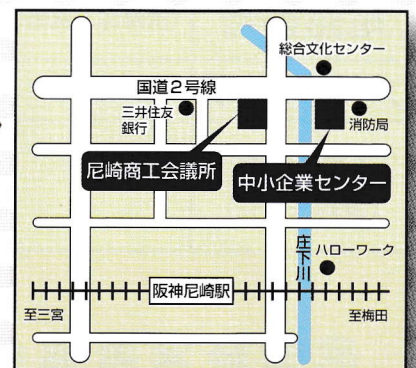 総合文化センター
国道2号線
三井住友
銀行
消防局
尼崎商工会議所
中小企業センター
庄下川
ハローワーク
阪神尼崎駅
至三宮
至梅田